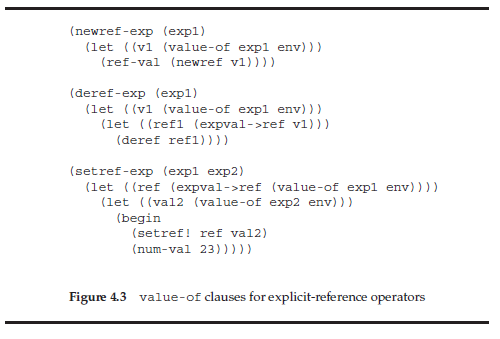 (newref-exp (exp1)
  (let ((v1 (value-of exp1 env)))
    (ref-val (newref v1))))
(deref-exp (exp1)
  (let ((v1 (value-of exp1 env)))
    (let ((ref1 (expval->ref v1)))
      (deref ref1))))
(setref-exp (exp1 exp2)
  (let ((ref (expval->ref (value-of exp1 env))))
    (let ((val2 (value-of exp2 env)))
      (begin
        (setref! ref val2)
        (num-val 23)))))
Figure 4.3 value-of clauses for explicit-reference operators